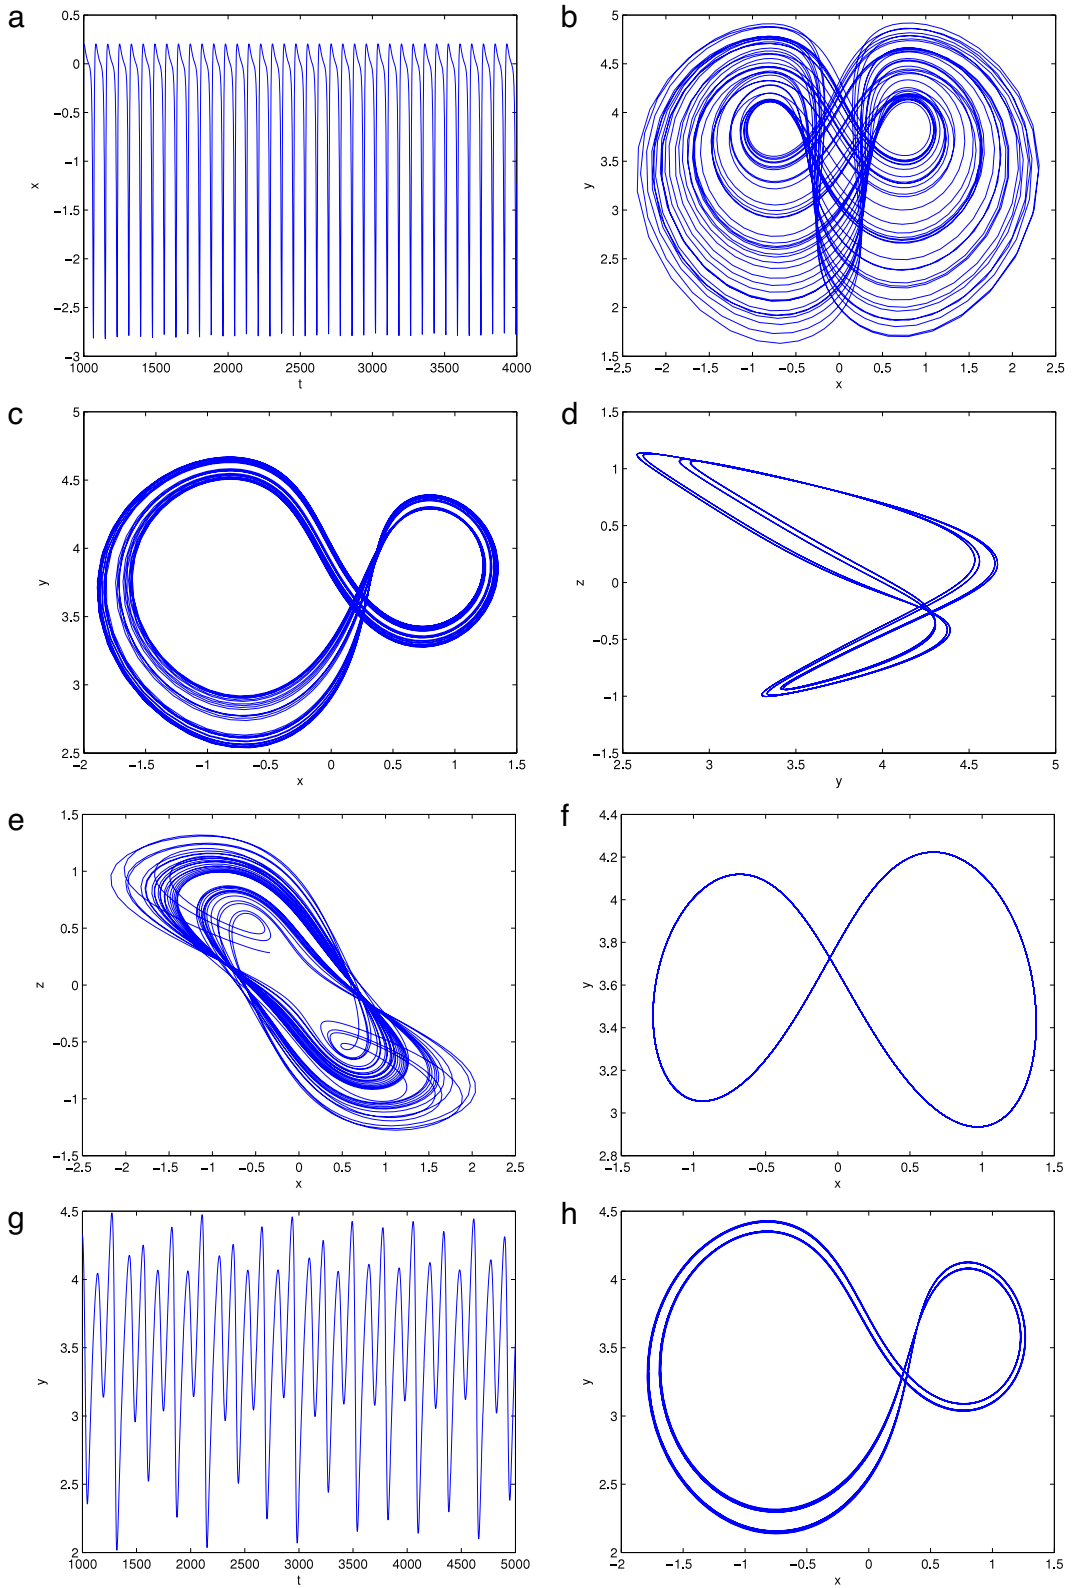 a
0.5
0
−0.5
−1
−1.5
−2
−2.5
−3
x
1000 1500 2000 2500 3000 3500 4000
t
b
5
4.5
4
3.5
3
2.5
2
1.5
y
−2.5 −2 −1.5 −1 −0.5 0 0.5 1 1.5 2 2.5
x
c
5
4.5
4
3.5
3
2.5
y
−2 −1.5 −1 −0.5 0 0.5 1 1.5
x
d
1.5
1
0.5
0
−0.5
−1
−1.5
z
2.5 3 3.5 4 4.5 5
y
e
1.5
1
0.5
0
−0.5
−1
−1.5
z
−2.5 −2 −1.5 −1 −0.5 0 0.5 1 1.5 2 2.5
x
f
4.4
4.2
4
3.8
3.6
3.4
3.2
3
2.8
y
−1.5 −1 −0.5 0 0.5 1 1.5
x
g
4.5
4
3.5
3
2.5
2
y
1000 1500 2000 2500 3000 3500 4000 4500 5000
t
h
4.5
4
3.5
3
2.5
2
y
−2 −1.5 −1 −0.5 0 0.5 1 1.5
x